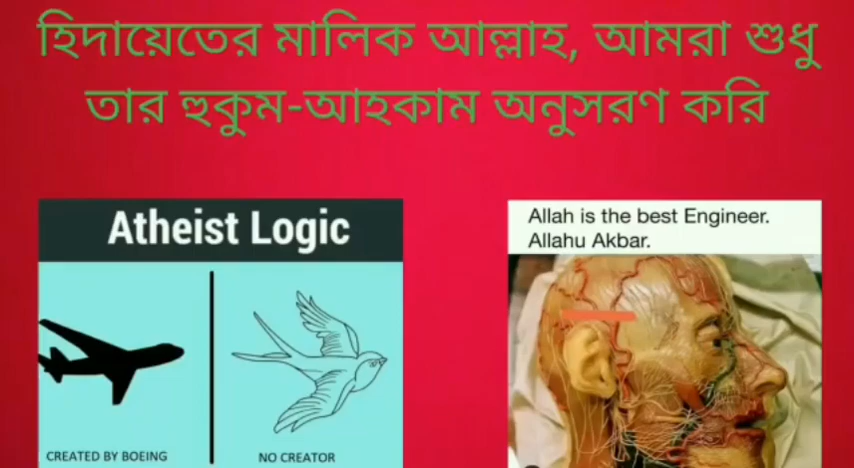 হিদায়েতের মালিক আল্লাহ, আমরা শুধু
তার হুকুম-আহকাম অনুসরণ করি
Atheist Logic
CREATED BY BOEING
NO CREATOR
Allah is the best Engineer.
Allahu Akbar.